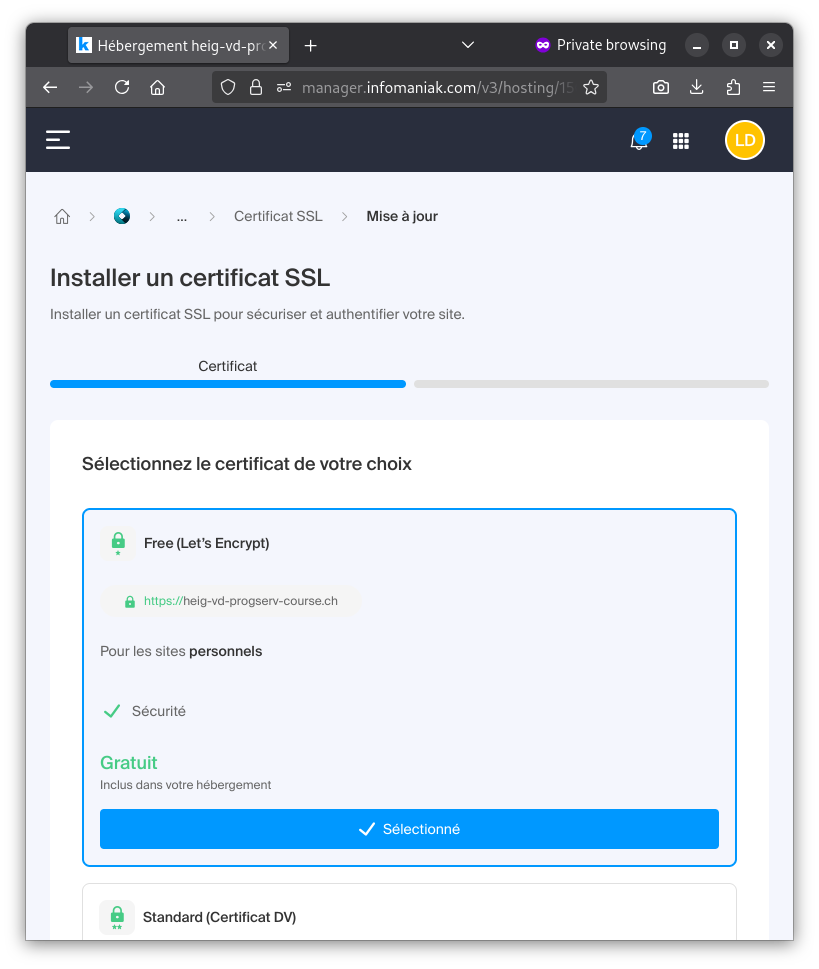 Hébergement heig-vd-pr
Private browsing
manager.infomaniak.com/v3/hosting/15
7
LD
... Certificat SSL Mise à jour
Installer un certificat SSL
Installer un certificat SSL pour sécuriser et authentifier votre site.
Certificat
Sélectionnez le certificat de votre choix
Free (Let’s Encrypt)
https://heig-vd-progserv-course.ch
Pour les sites personnels
Sécurité
Gratuit
Inclus dans votre hébergement
Sélectionné
Standard (Certificat DV)